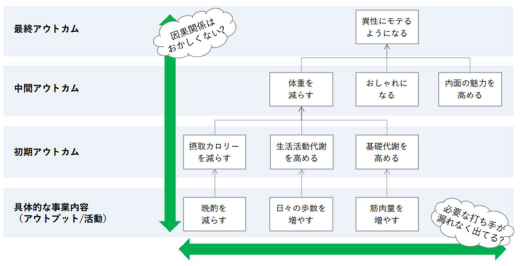 最終アウトカム
因果関係は
おかしくない?
異性にモテる
ようになる
中間アウトカム
体重を
減らす
おしゃれに
なる
内面の魅力を
高める
初期アウトカム
摂取カロリー
を減らす
生活活動代謝
を高める
基礎代謝を
高める
具体的な事業内容
(アウトプット/活動)
晩酌を
減らす
日々の歩数を
増やす
筋肉量を
増やす
必要な打ち手が
漏れなく出てる?